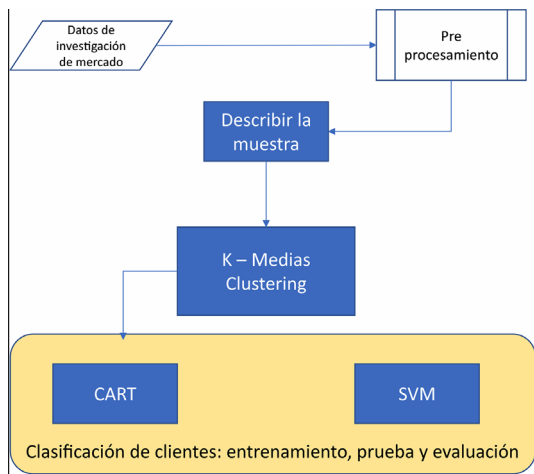 Datos de
investigación
de mercado
Pre
procesamiento
Describir la
muestra
K – Medias
Clustering
CART
SVM
Clasificación de clientes: entrenamiento, prueba y evaluación